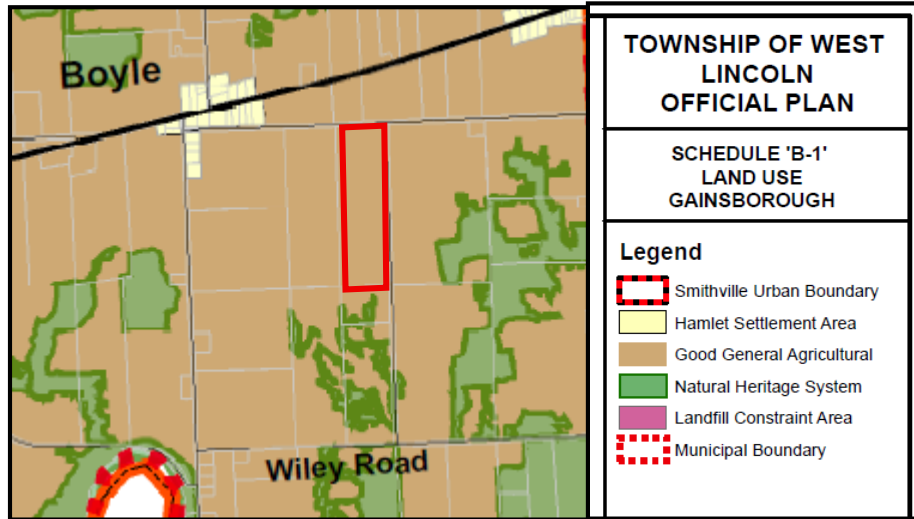 Boyle
Wiley Road
TOWNSHIP OF WEST
LINCOLN
OFFICIAL PLAN
SCHEDULE 'B-1'
LAND USE
GAINSBOROUGH
Legend
Smithville Urban Boundary
Hamlet Settlement Area
Good General Agricultural
Natural Heritage System
Landfill Constraint Area
Municipal Boundary